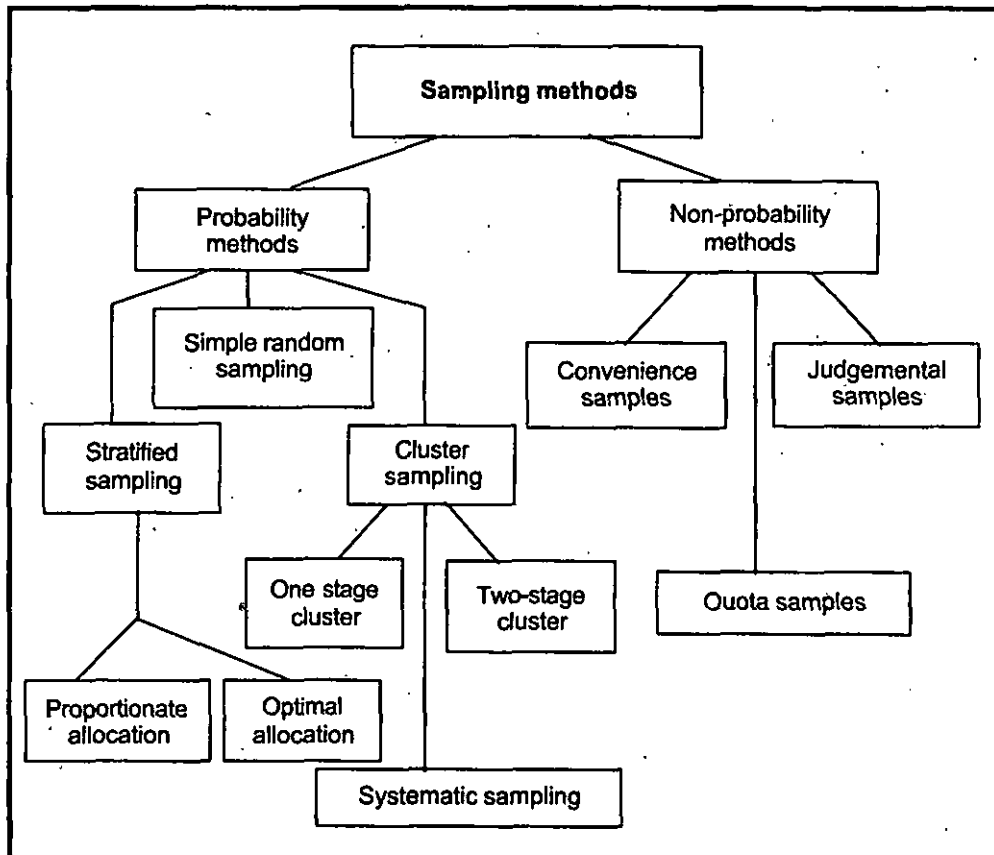 Sampling methods
Probability
methods
Non-probability
methods
Simple random
sampling
Convenience
samples
Judgemental
samples
Stratified
sampling
Cluster
sampling
One stage
cluster
Two-stage
cluster
Ouota samples
Proportionate
allocation
Optimal
allocation
Systematic sampling